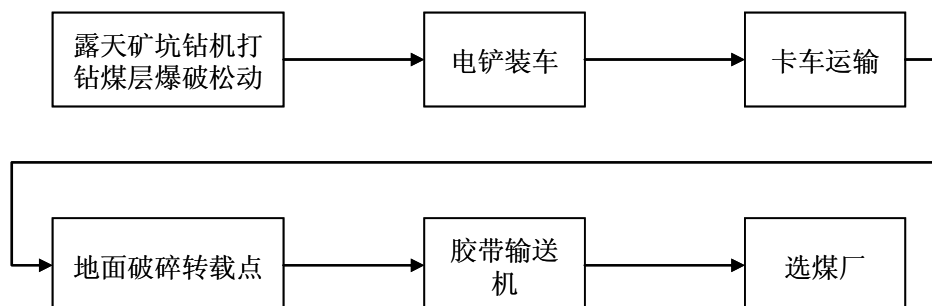 露天矿坑钻机打
钻煤层爆破松动
电铲装车
卡车运输
地面破碎转载点
胶带输送
机
选煤厂